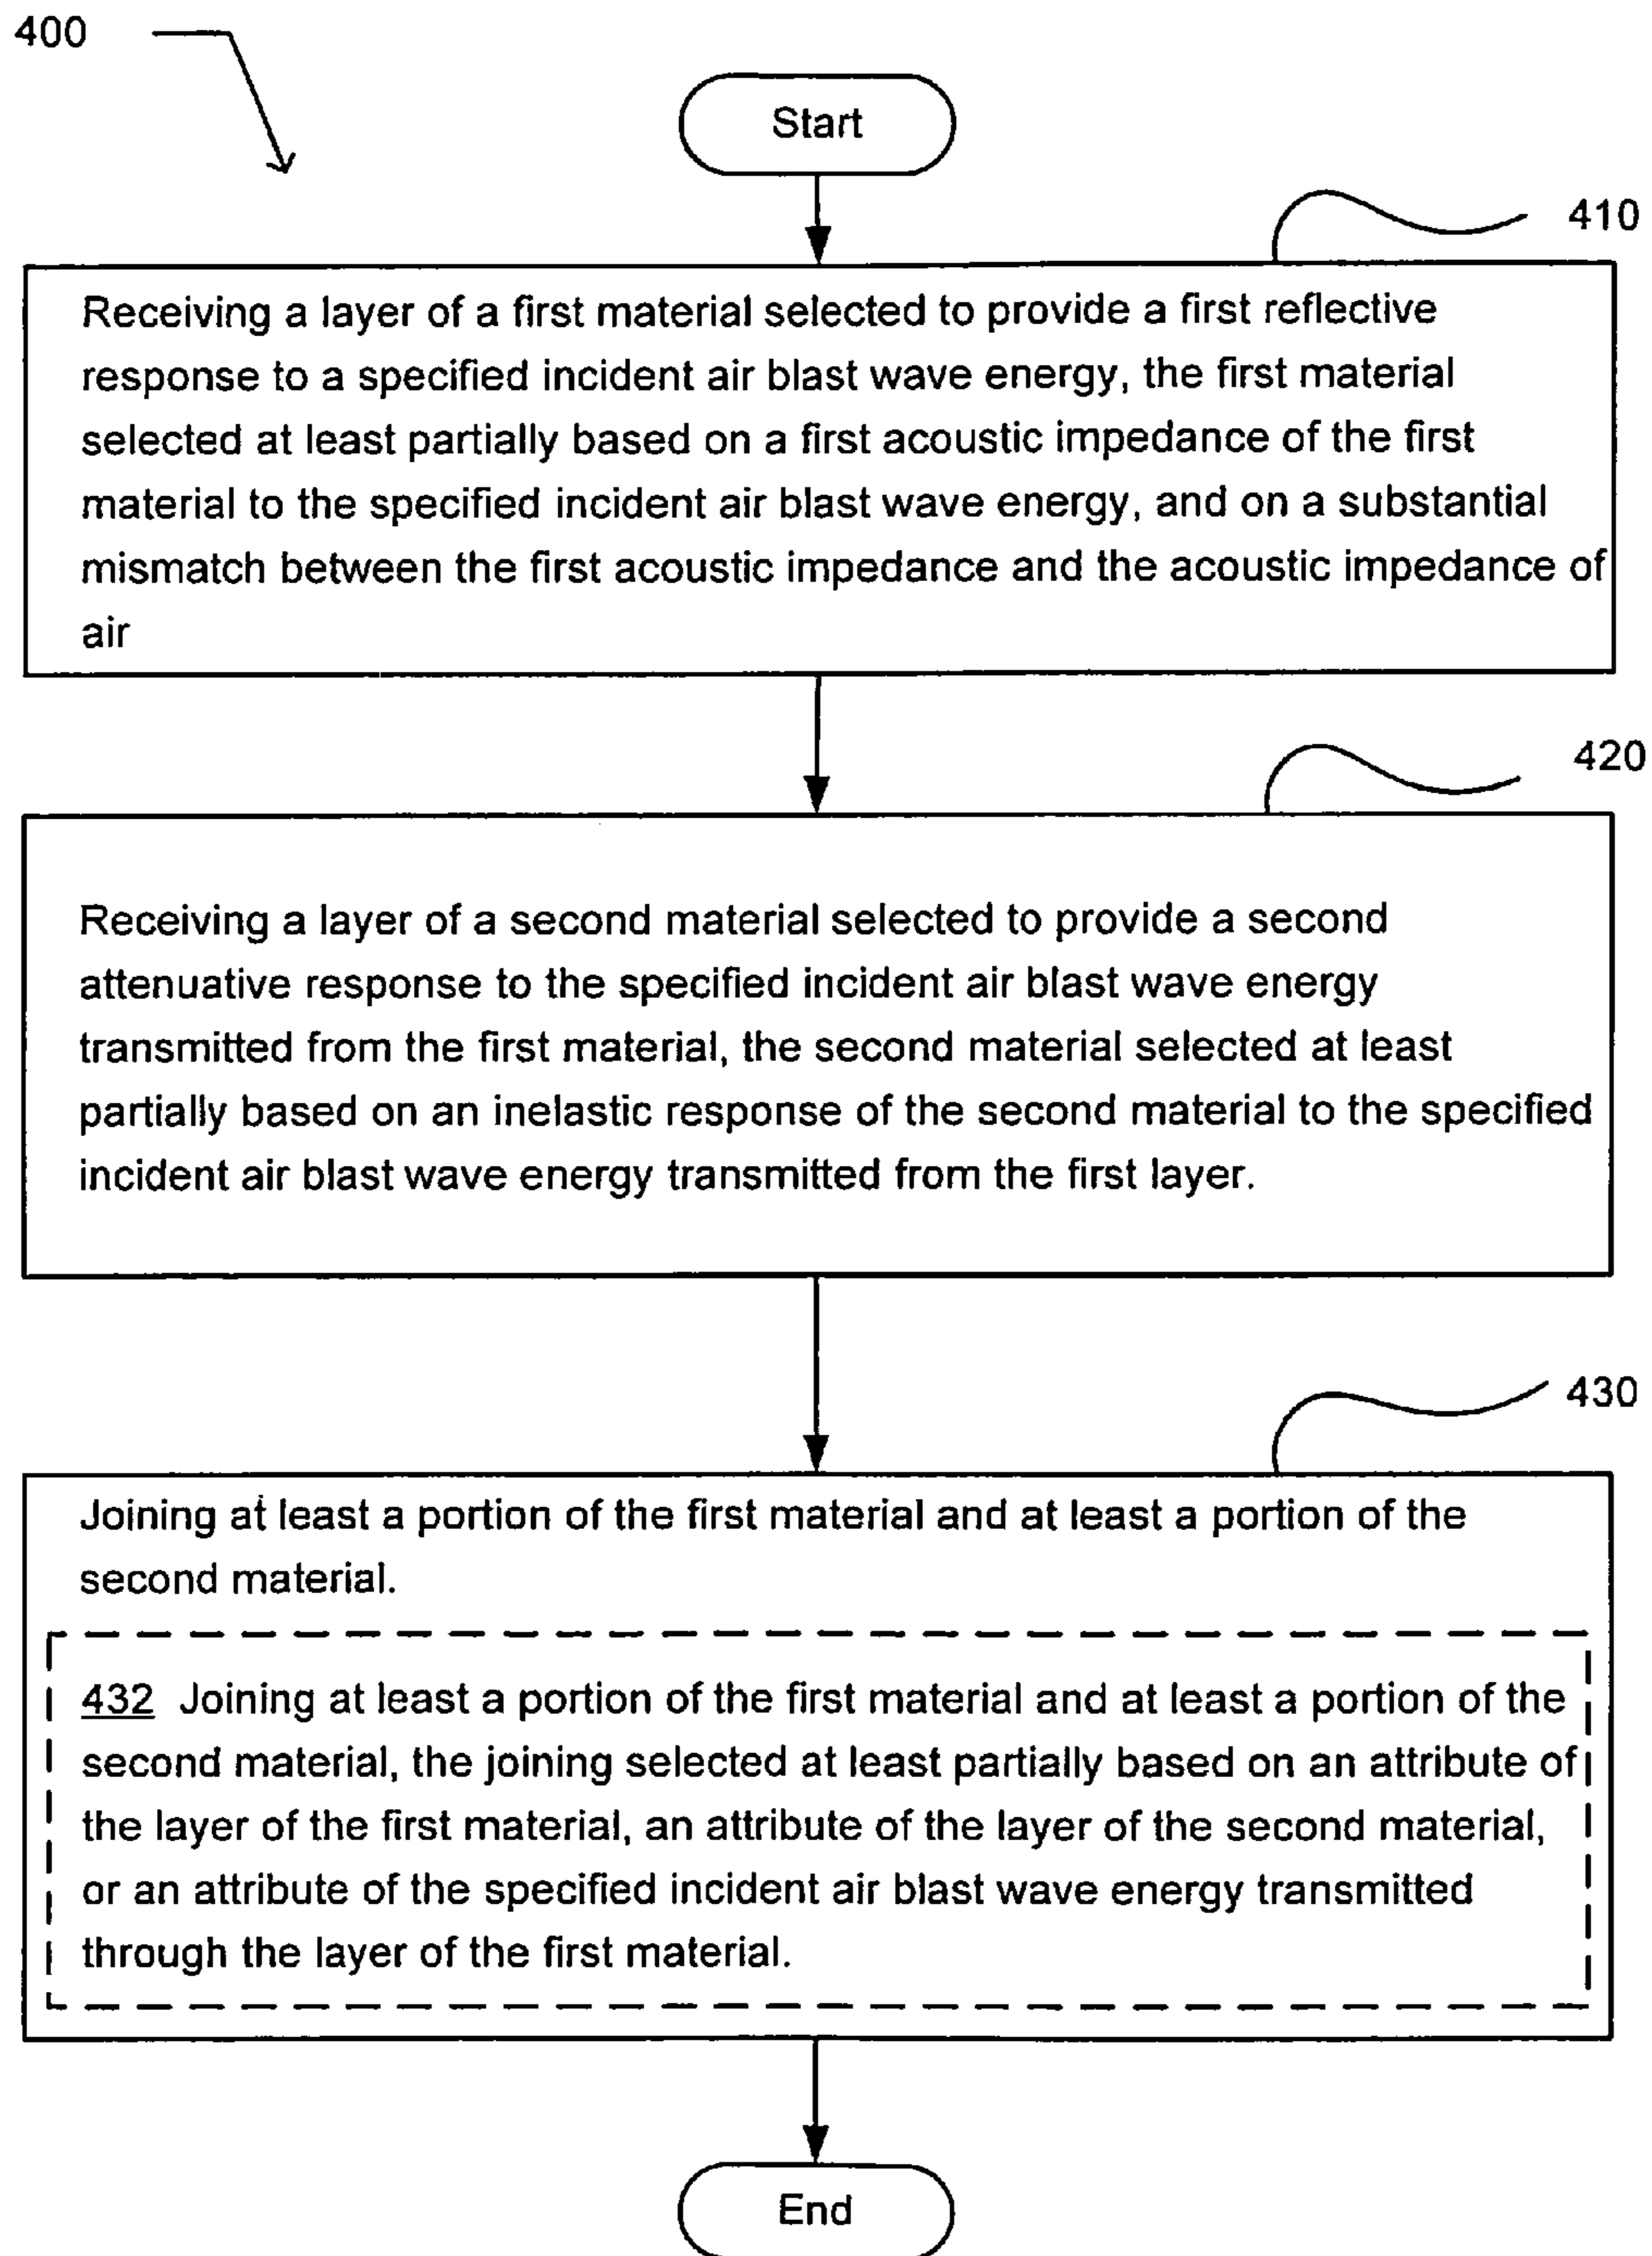 400
Start
410
Receiving a layer of a first material selected to provide a first reflective
response to a specified incident air blast wave energy, the first material
selected at least partially based on a first acoustic impedance of the first
material to the specified incident air blast wave energy, and on a substantial
mismatch between the first acoustic impedance and the acoustic impedance of
air
420
Receiving a layer of a second material selected to provide a second
attenuative response to the specified incident air blast wave energy
transmitted from the first material, the second material selected at least
partially based on an inelastic response of the second material to the specified
incident air blast wave energy transmitted from the first layer.
430
Joining at least a portion of the first material and at least a portion of the
second material.
432 Joining at least a portion of the first material and at least a portion of the
second material, the joining selected at least partially based on an attribute of
the layer of the first material, an attribute of the layer of the second material,
or an attribute of the specified incident air blast wave energy transmitted
through the layer of the first material.
End